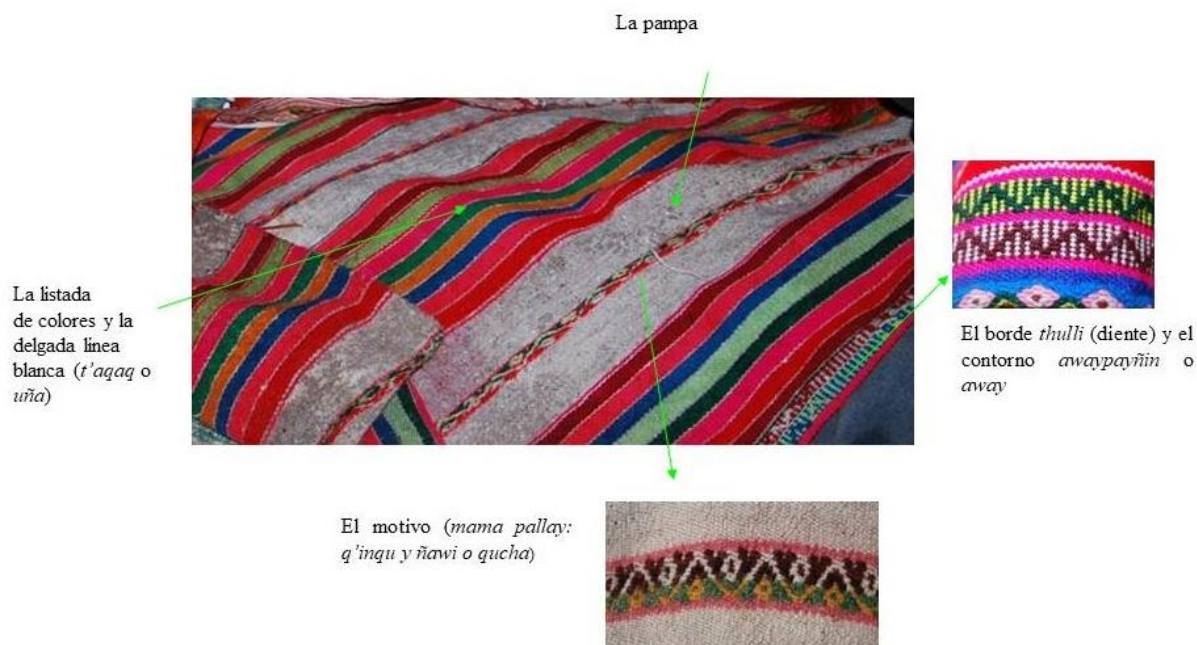 La pampa
La listada
de colores y la
delgada línea
blanca (t'aqaq o
uña)
El borde thulli (diente) y el
contorno awaypayñin o
away
El motivo (mama pallay:
q'inqu y ñawi o qucha)